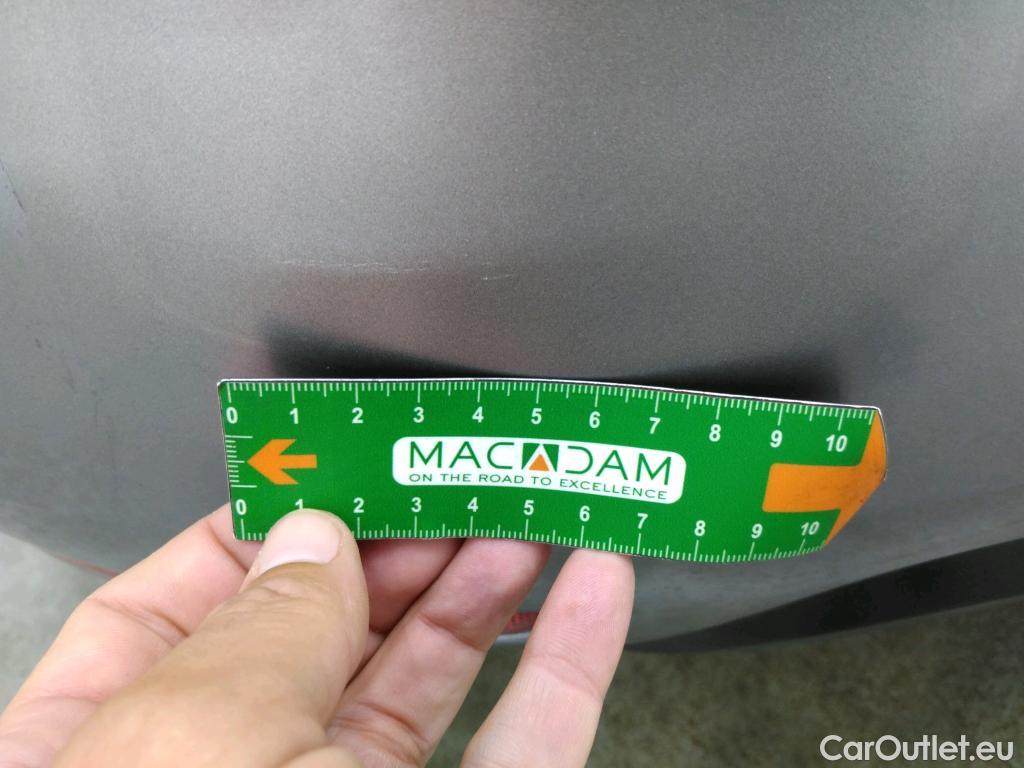 0 1 2 3 4 5 6 7 8 9 10
MACADAM
ON THE ROAD TO EXCELLENCE
0 1 2 3 4 5 6 7 8 9 10
CarOutlet.eu